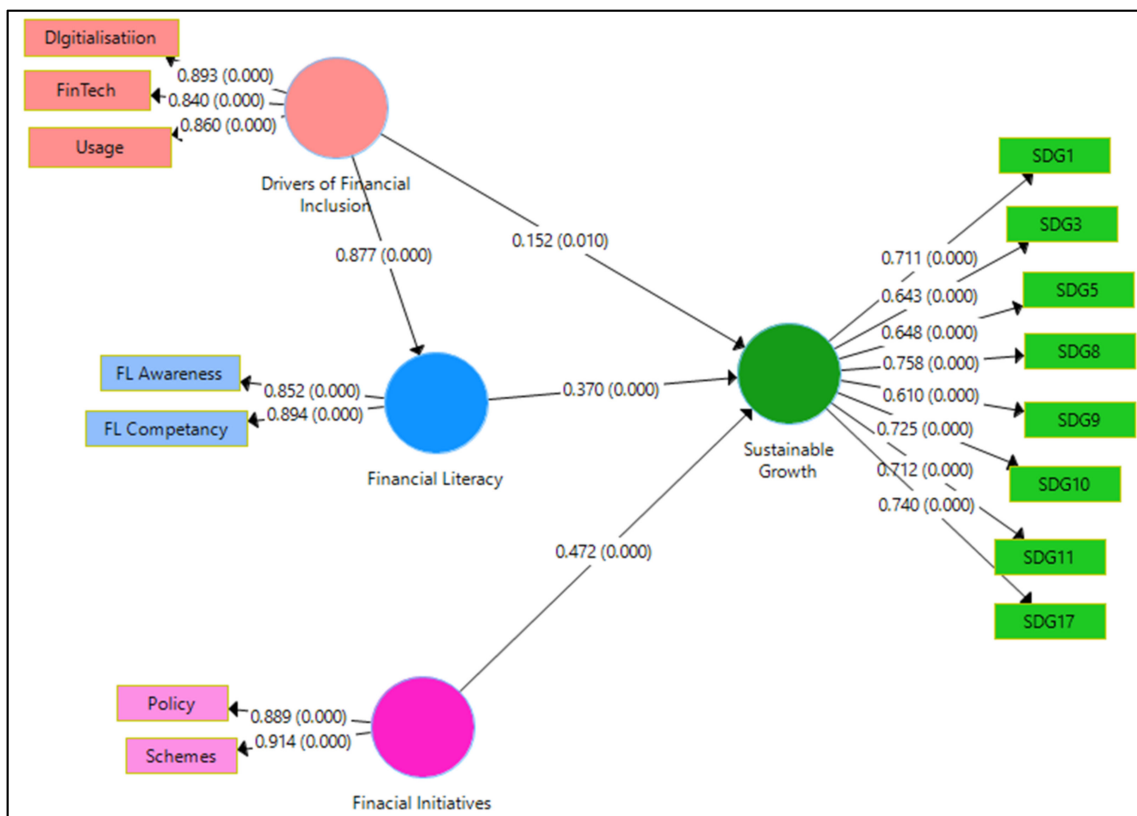 DIgitialisatiion
0.893 (0.000)
FinTech
0.840 (0.000)
0.860 (0.000)
Usage
Drivers of Financial
Inclusion
0.877 (0.000)
0.152 (0.010)
FL Awareness
0.852 (0.000)
FL Competancy
0.894 (0.000)
Financial Literacy
0.370 (0.000)
Policy
0.889 (0.000)
Schemes
0.914 (0.000)
Finacial Initiatives
0.472 (0.000)
Sustainable
Growth
SDG1
0.711 (0.000)
SDG3
0.643 (0.000)
SDG5
0.648 (0.000)
SDG8
0.758 (0.000)
SDG9
0.610 (0.000)
0.725 (0.000)
SDG10
0.712 (0.000)
0.740 (0.000)
SDG11
SDG17